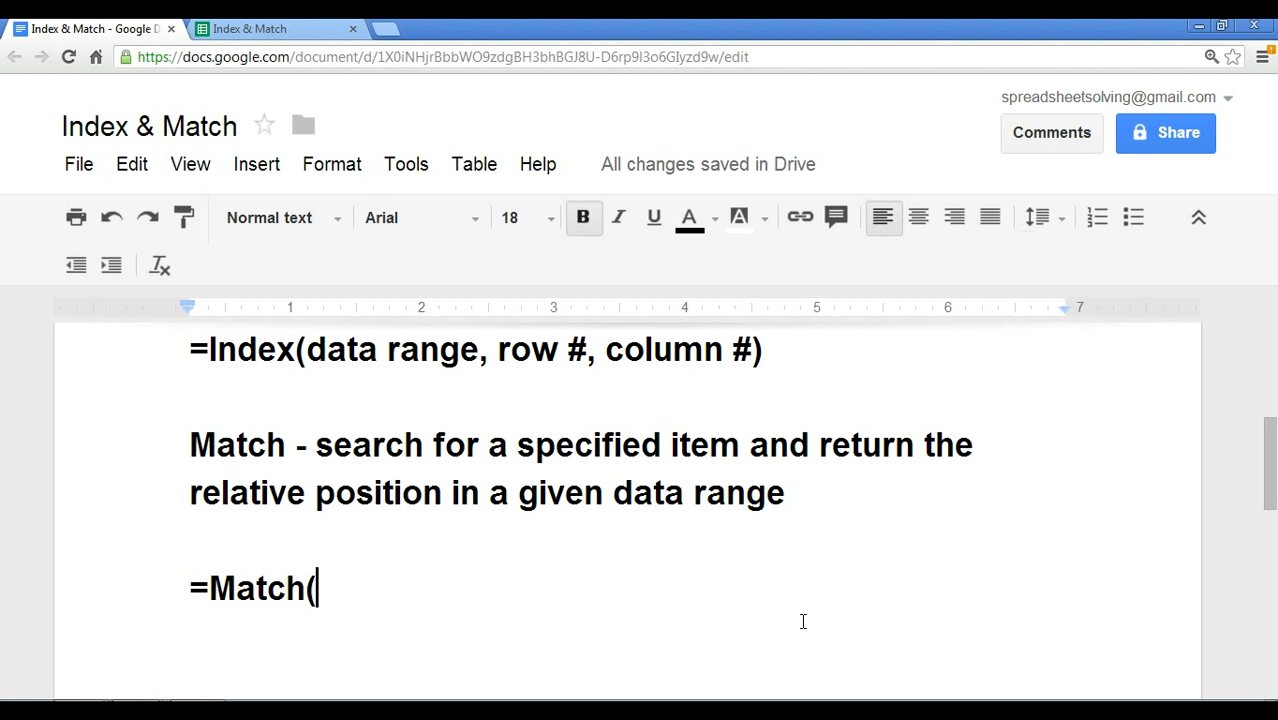 Index & Match - Google D
Index & Match
https://docs.google.com/document/d/1X0iNHjrBbbWO9zdgBH3bhBGJ8U-D6rp9l3o6GIyzd9w/edit
spreadsheetsolving@gmail.com
Index & Match
Comments
Share
File Edit View Insert Format Tools Table Help All changes saved in Drive
Normal text Arial 18 B I U A A
1 2 3 4 5 6 7
=Index(data range, row #, column #)
Match - search for a specified item and return the
relative position in a given data range
=Match(